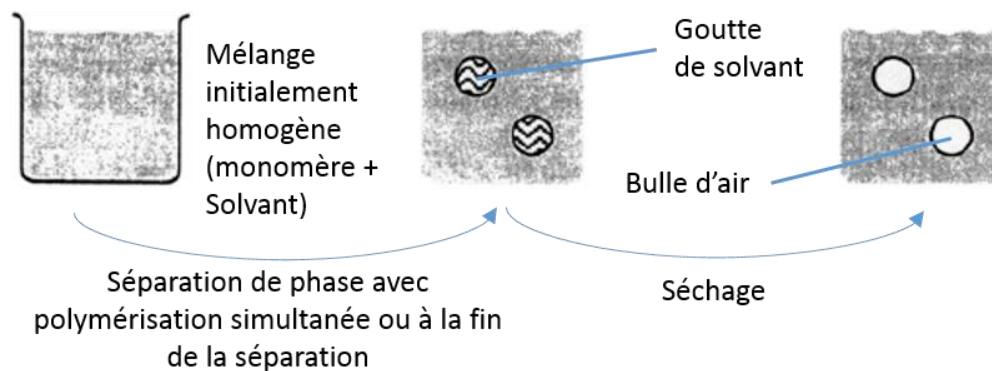 Mélange
initialement
homogène
(monomère +
Solvant)
Goutte
de solvant
Bulle d’air
Séparation de phase avec
polymérisation simultanée ou à la fin
de la séparation
Séchage